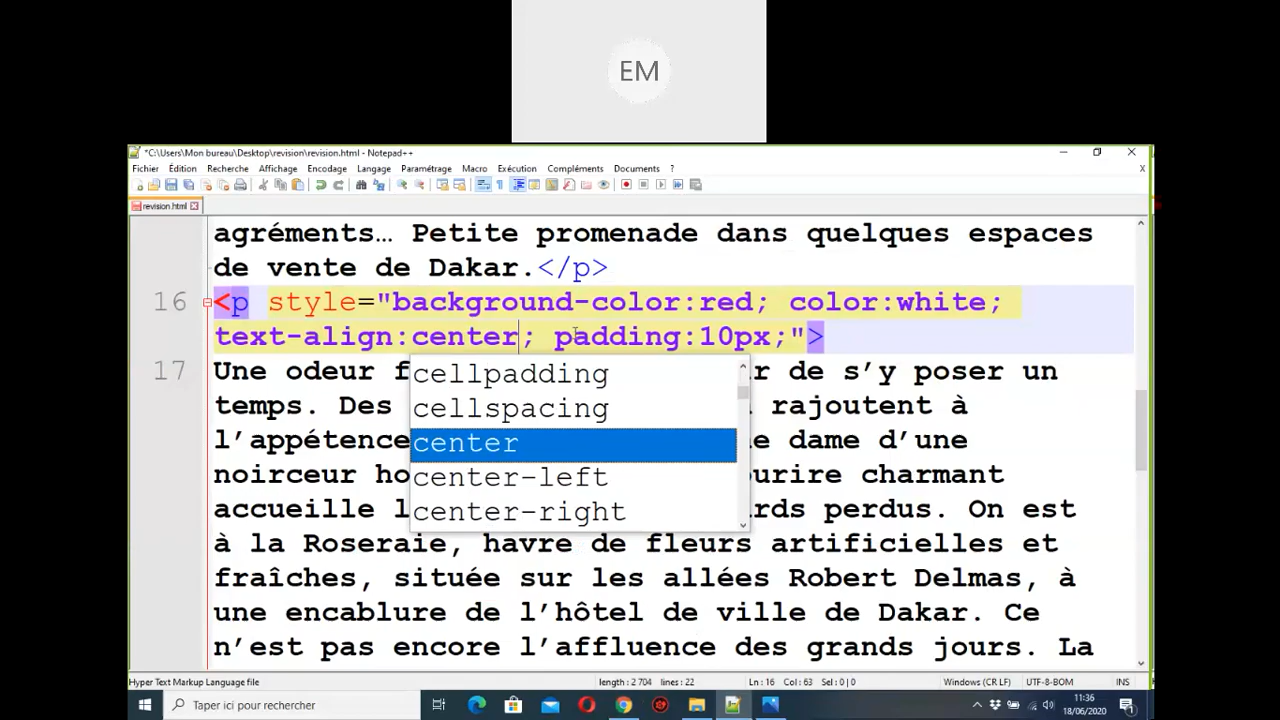 EM
*C:\Users\Mon bureau\Desktop\revision\revision.html - Notepad++
Fichier Édition Recherche Affichage Encodage Langage Paramétrage Macro Exécution Compléments Documents ? X
revision.html
agréments… Petite promenade dans quelques espaces
de vente de Dakar.</p>
16 <p style="background-color:red; color:white;
text-align:center; padding:10px;">
17 Une odeur f r de s’y poser un
temps. Des rajoutent à
l’appétence e dame d’une
noirceur ho ourire charmant
accueille l ards perdus. On est
à la Roseraie, havre de fleurs artificielles et
fraîches, située sur les allées Robert Delmas, à
une encablure de l’hôtel de ville de Dakar. Ce
n’est pas encore l’affluence des grands jours. La
cellpadding
cellspacing
center
center-left
center-right
Hyper Text Markup Language file length : 2 704 lines : 22 Ln : 16 Col : 63 Sel : 0 | 0 Windows (CR LF) UTF-8-BOM INS
Taper ici pour rechercher
11:36
18/06/2020